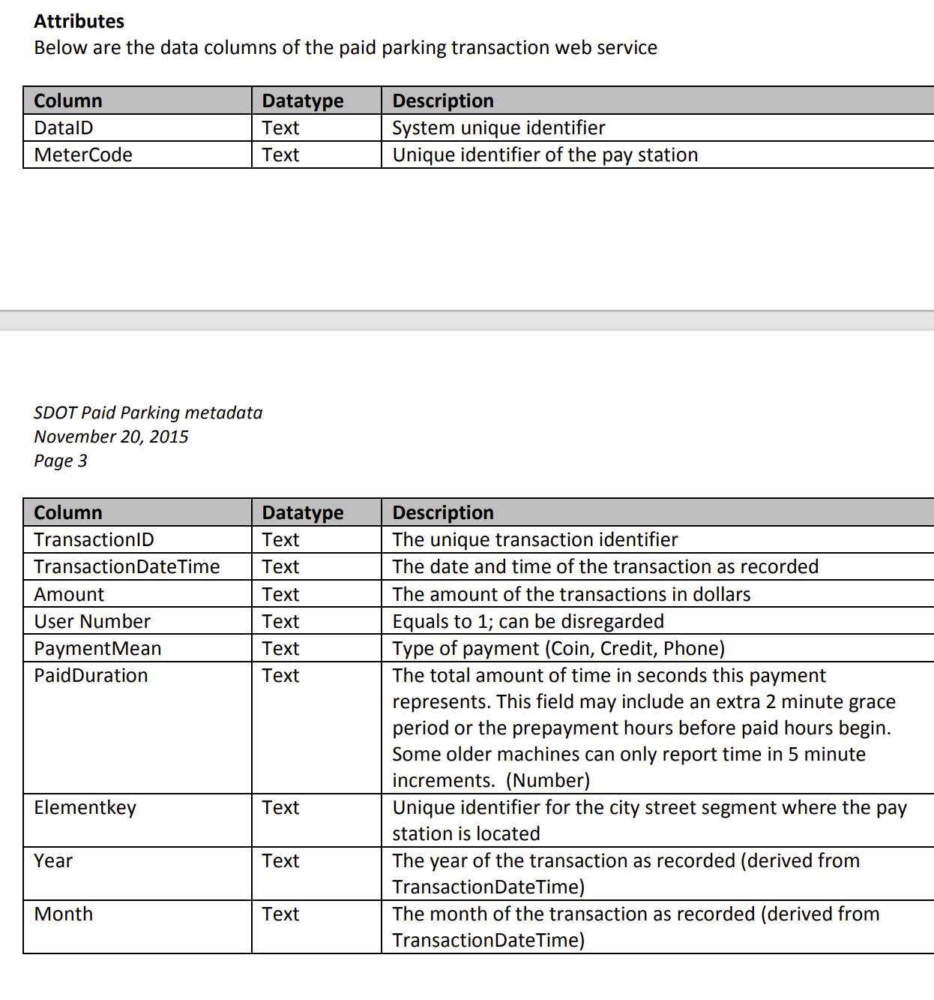 Attributes
Below are the data columns of the paid parking transaction web service
Column Datatype Description
DataID Text System unique identifier
MeterCode Text Unique identifier of the pay station
SDOT Paid Parking metadata
November 20, 2015
Page 3
Column Datatype Description
TransactionID Text The unique transaction identifier
TransactionDateTime Text The date and time of the transaction as recorded
Amount Text The amount of the transactions in dollars
User Number Text Equals to 1; can be disregarded
PaymentMean Text Type of payment (Coin, Credit, Phone)
PaidDuration Text The total amount of time in seconds this payment
represents. This field may include an extra 2 minute grace
period or the prepayment hours before paid hours begin.
Some older machines can only report time in 5 minute
increments.  (Number)
Elementkey Text Unique identifier for the city street segment where the pay
station is located
Year Text The year of the transaction as recorded (derived from
TransactionDateTime)
Month Text The month of the transaction as recorded (derived from
TransactionDateTime)